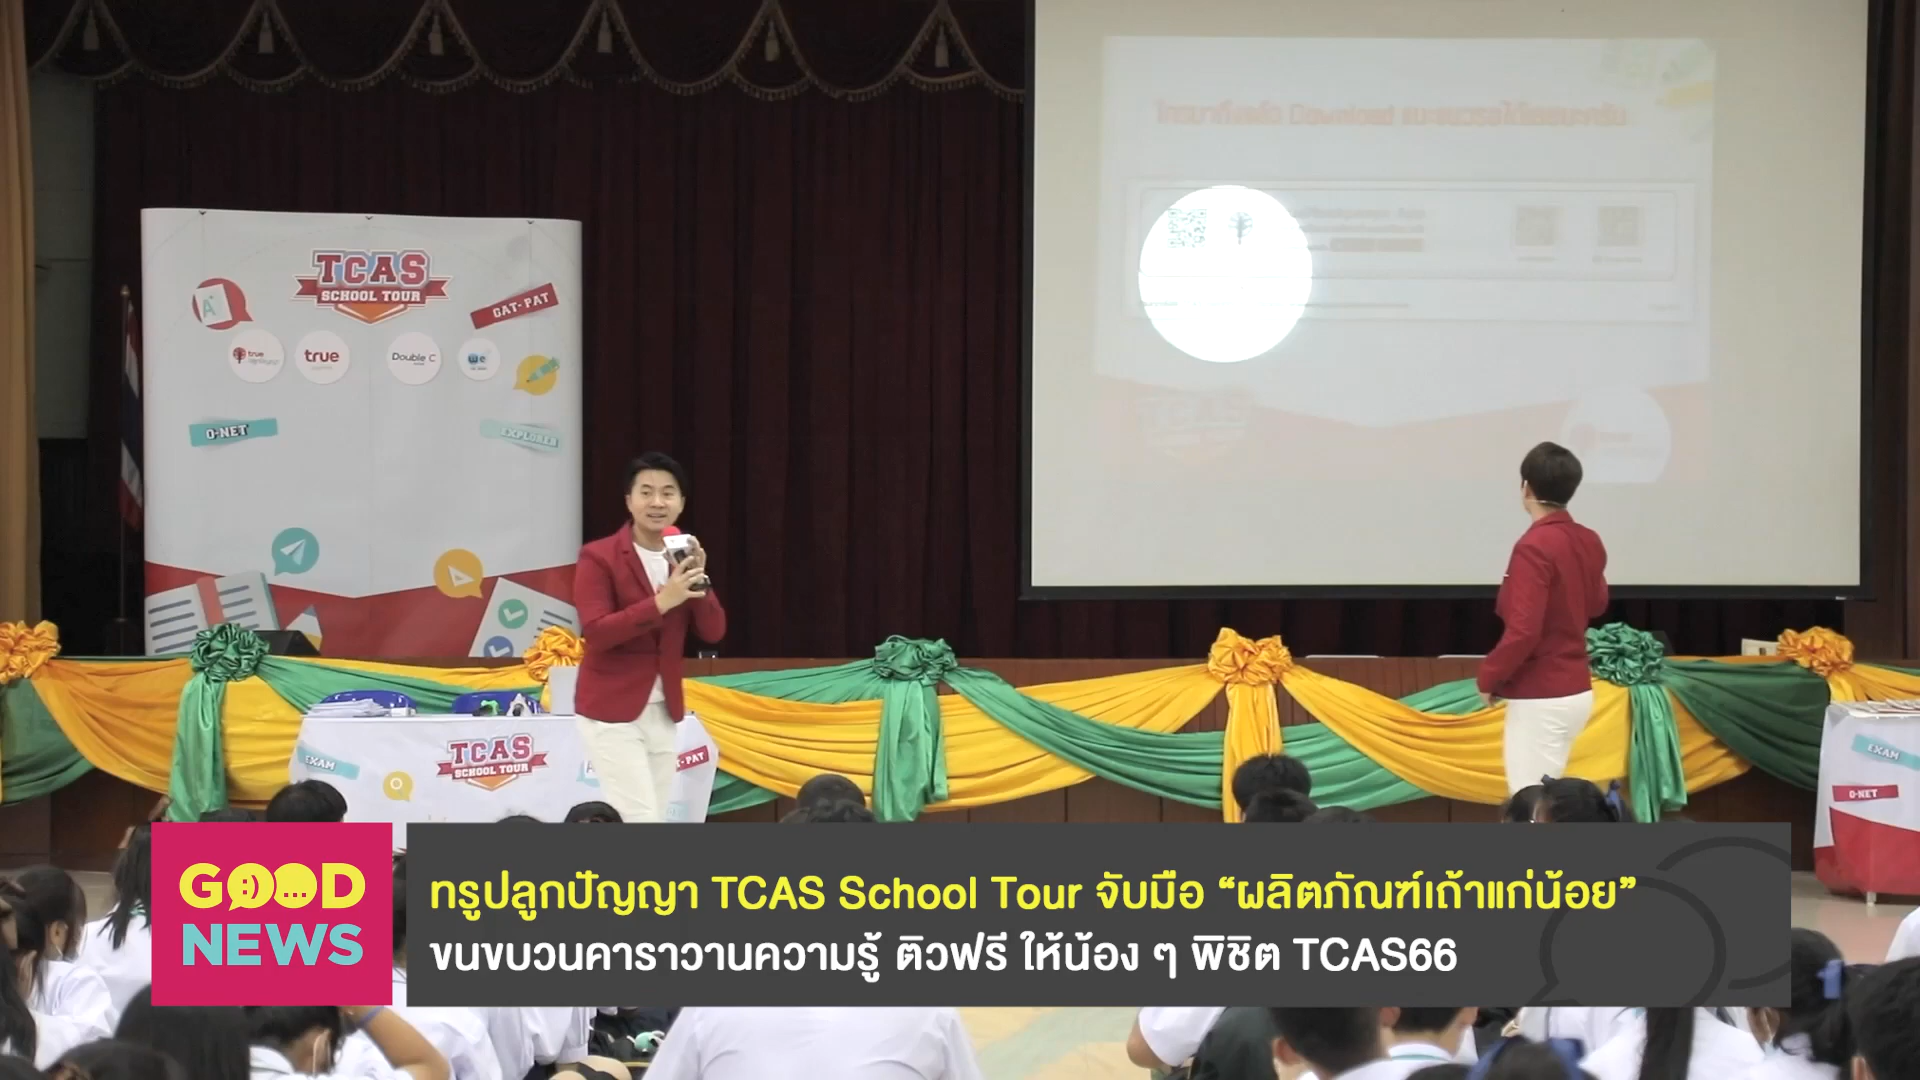 TCAS
SCHOOL TOUR
A+
GAT-PAT
true
true
Double C
we
O-NET
EXPLORER
TCAS
SCHOOL TOUR
EXAM
EXAM
O-NET
GOOD
NEWS
ทรูปลูกปัญญา TCAS School Tour จับมือ “ผลิตภัณฑ์เถ้าแก่น้อย”
ขนขบวนคาราวานความรู้ ติวฟรี ให้น้อง ๆ พิชิต TCAS66